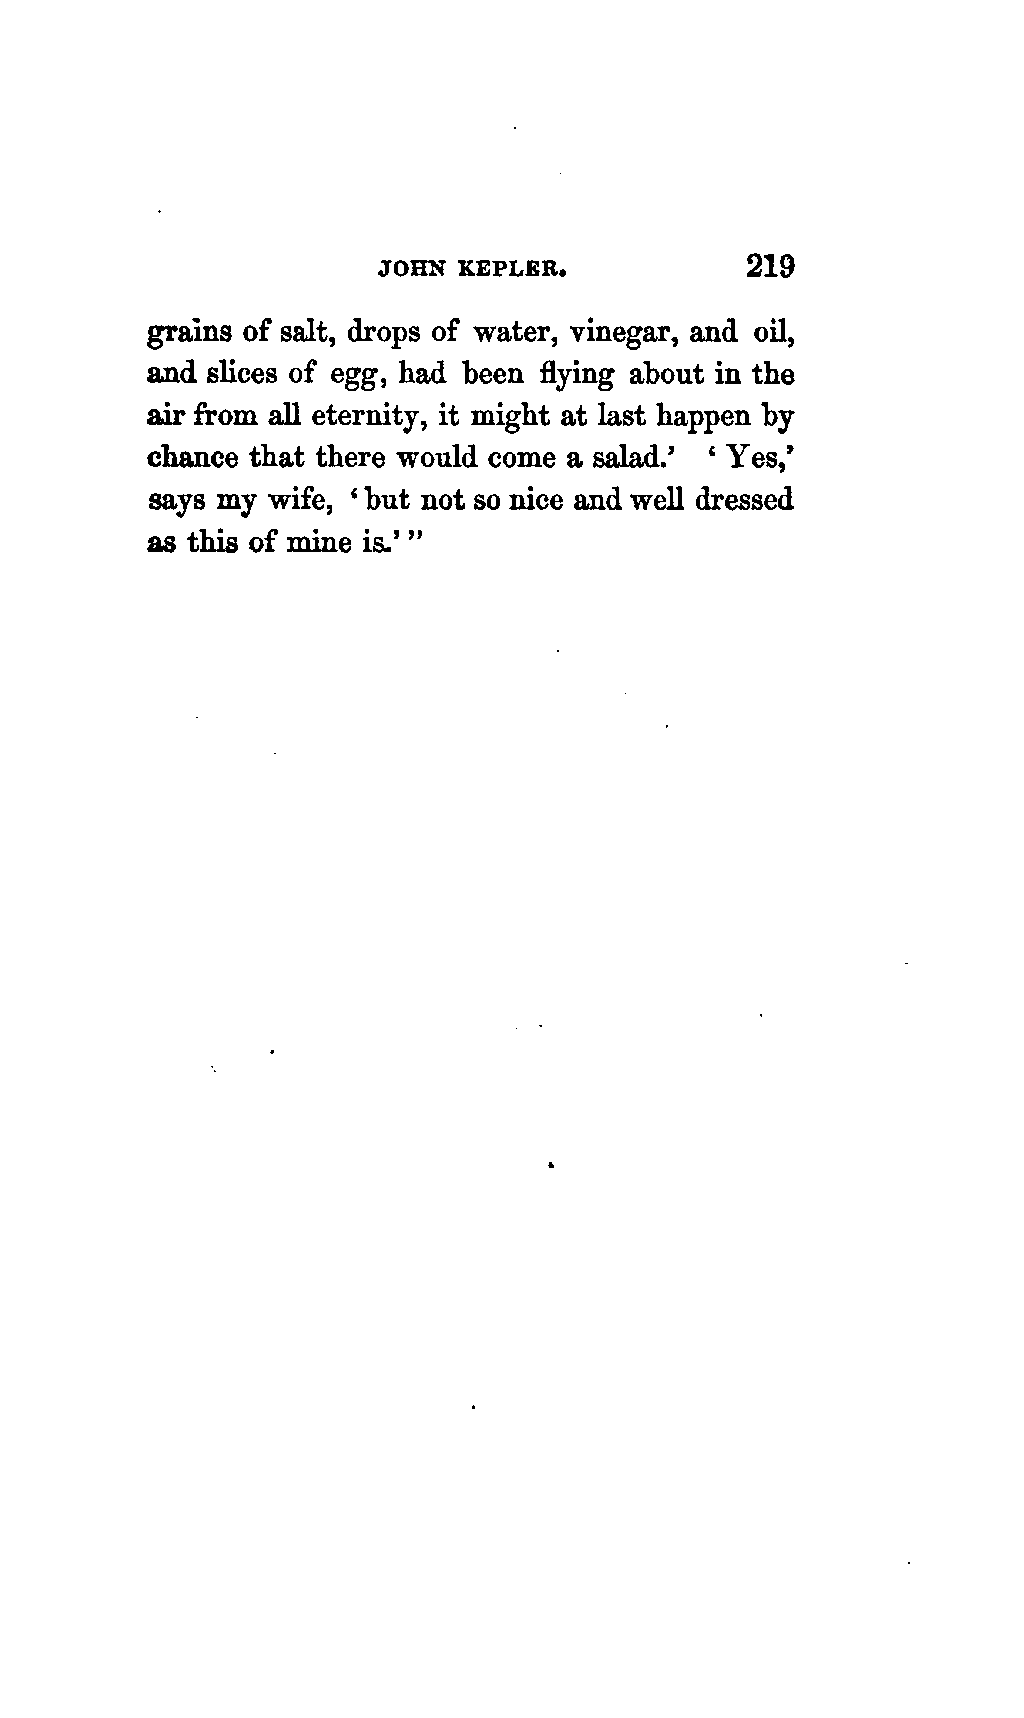 JOHN KEPLER. 219
grains of salt, drops of water, vinegar, and oil,
and slices of egg, had been flying about in the
air from all eternity, it might at last happen by
chance that there would come a salad.' ‘ Yes,’
says my wife, ‘ but not so nice and well dressed
as this of mine is.’ ”